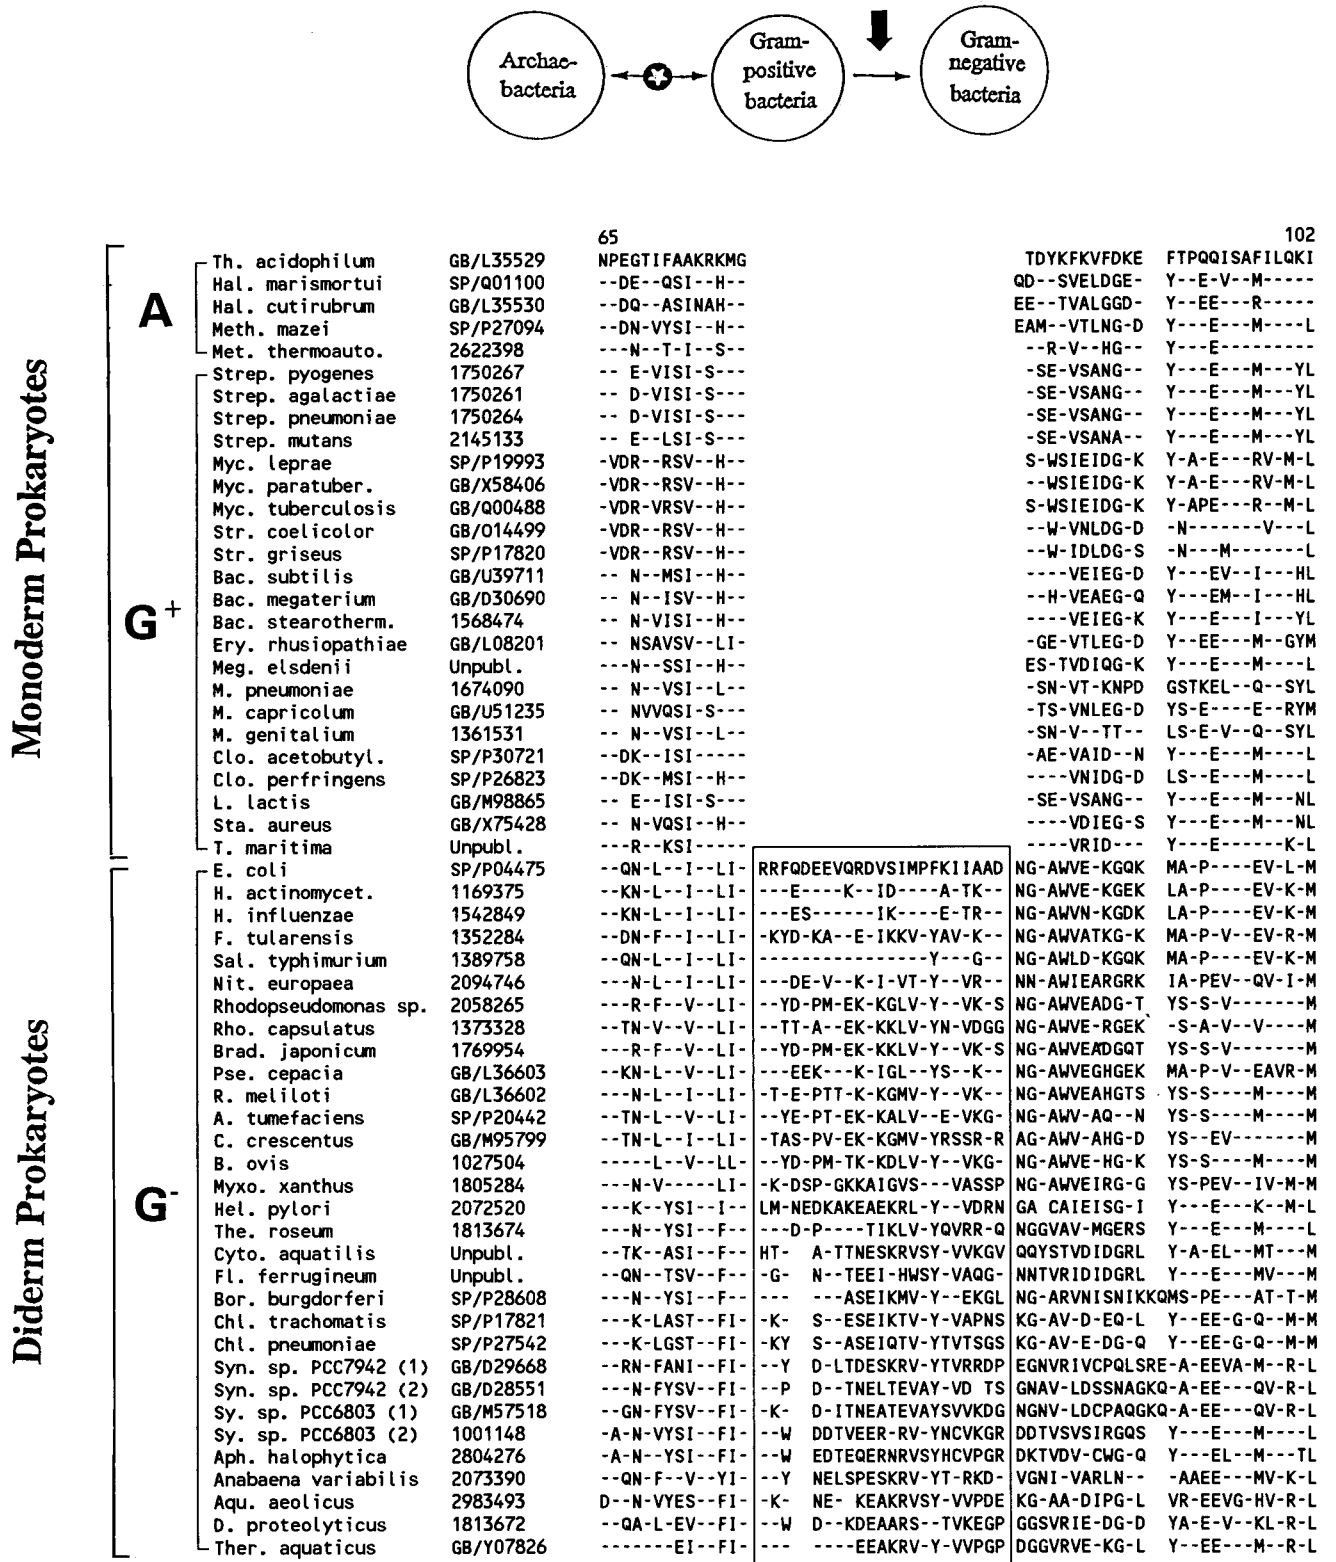 Archae-
bacteria
Gram-
positive
bacteria
Gram-
negative
bacteria
65 102
Monoderm Prokaryotes
Diderm Prokaryotes
A
G+
G-
Th. acidophilum GB/L35529 NPEGTIFAAKRKMG TDYKFKVFDKE FTPQQISAFILQKI
Hal. marismortui SP/Q01100 --DE--QSI--H-- QD--SVELDGE- Y--E-V--M-----
Hal. cutirubrum GB/L35530 --DQ--ASINAH-- EE--TVALGGD- Y--EE---R-----
Meth. mazei SP/P27094 --DN-VYSI--H-- EAM--VTLNG-D Y---E---M----L
Met. thermoauto. 2622398 ---N--T-I--S-- --R-V--HG-- Y---E---------
Strep. pyogenes 1750267 -- E-VISI-S--- -SE-VSANG-- Y---E---M---YL
Strep. agalactiae 1750261 -- D-VISI-S--- -SE-VSANG-- Y---E---M---YL
Strep. pneumoniae 1750264 -- D-VISI-S--- -SE-VSANG-- Y---E---M---YL
Strep. mutans 2145133 -- E--LSI-S--- -SE-VSANA-- Y---E---M---YL
Myc. leprae SP/P19993 -VDR--RSV--H-- S-WSIEIDG-K Y-A-E---RV-M-L
Myc. paratuber. GB/X58406 -VDR--RSV--H-- --WSIEIDG-K Y-A-E---RV-M-L
Myc. tuberculosis GB/Q00488 -VDR-VRSV--H-- S-WSIEIDG-K Y-APE---R--M-L
Str. coelicolor GB/O14499 -VDR--RSV--H-- --W-VNLDG-D -N-------V---L
Str. griseus SP/P17820 -VDR--RSV--H-- --W-IDLDG-S -N---M-------L
Bac. subtilis GB/U39711 -- N--MSI--H-- ----VEIEG-D Y---EV--I---HL
Bac. megaterium GB/D30690 -- N--ISV--H-- --H-VEAEG-Q Y---EM--I---HL
Bac. stearotherm. 1568474 -- N-VISI--H-- ----VEIEG-K Y---E---I---YL
Ery. rhusiopathiae GB/L08201 -- NSAVSV--LI- -GE-VTLEG-D Y--EE---M--GYM
Meg. elsdenii Unpubl. ---N--SSI--H-- ES-TVDIQG-K Y---E---M----L
M. pneumoniae 1674090 -- N--VSI--L-- -SN-VT-KNPD GSTKEL--Q--SYL
M. capricolum GB/U51235 -- NVVQSI-S--- -TS-VNLEG-D YS-E----E--RYM
M. genitalium 1361531 -- N--VSI--L-- -SN-V--TT-- LS-E-V--Q--SYL
Clo. acetobutyl. SP/P30721 --DK--ISI----- -AE-VAID--N Y---E---M----L
Clo. perfringens SP/P26823 --DK--MSI--H-- ----VNIDG-D LS--E---M----L
L. lactis GB/M98865 -- E--ISI-S--- -SE-VSANG-- Y---E---M---NL
Sta. aureus GB/X75428 -- N-VQSI--H-- ----VDIEG-S Y---E---M---NL
T. maritima Unpubl. ---R--KSI----- ----VRID--- Y---E-------K-L
E. coli SP/P04475 --QN-L--I--LI- RRFQDEEVQRDVSIMPFKIIAAD NG-AWVE-KGQK MA-P----EV-L-M
H. actinomycet. 1169375 --KN-L--I--LI- ---E----K--ID----A-TK-- NG-AWVE-KGEK LA-P----EV-K-M
H. influenzae 1542849 --KN-L--I--LI- ---ES------IK----E-TR-- NG-AWVN-KGDK LA-P----EV-K-M
F. tularensis 1352284 --DN-F--I--LI- -KYD-KA--E-IKKV-YAV-K-- NG-AWVATKG-K MA-P-V--EV-R-M
Sal. typhimurium 1389758 --QN-L--I--LI- ----------------Y---G-- NG-AWLD-KGQK MA-P----EV-K-M
Nit. europaea 2094746 ---N-L--I--LI- ---DE-V--K-I-VT-Y--VR-- NN-AWIEARGRK IA-PEV--QV-I-M
Rhodopseudomonas sp. 2058265 ---R-F--V--LI- --YD-PM-EK-KGLV-Y--VK-S NG-AWVEADG-T YS-S-V-------M
Rho. capsulatus 1373328 --TN-V--V--LI- --TT-A--EK-KKLV-YN-VDGG NG-AWVE-RGEK -S-A-V--V----M
Brad. japonicum 1769954 ---R-F--V--LI- --YD-PM-EK-KKLV-Y--VK-S NG-AWVEADGQT YS-S-V-------M
Pse. cepacia GB/L36603 --KN-L--V--LI- ---EEK---K-IGL--YS--K-- NG-AWVEGHGEK MA-P-V--EAVR-M
R. meliloti GB/L36602 ---N-L--I--LI- -T-E-PTT-K-KGMV-Y--VK-- NG-AWVEAHGTS YS-S----M----M
A. tumefaciens SP/P20442 --TN-L--V--LI- --YE-PT-EK-KALV--E-VKG- NG-AWV-AQ--N YS-S----M----M
C. crescentus GB/M95799 --TN-L--I--LI- -TAS-PV-EK-KGMV-YRSSR-R AG-AWV-AHG-D YS--EV-------M
B. ovis 1027504 -----L--V--LL- --YD-PM-TK-KDLV-Y--VKG- NG-AWVE-HG-K YS-S----M----M
Myxo. xanthus 1805284 ---N-V-----LI- -K-DSP-GKKAIGVS---VASSP NG-AWVEIRG-G YS-PEV--IV-M-M
Hel. pylori 2072520 ---K--YSI--I-- LM-NEDKAKEAEKRL-Y--VDRN GA CAIEISG-I Y---E---K--M-L
The. roseum 1813674 ---N--YSI--F-- ---D-P----TIKLV-YQVRR-Q NGGVAV-MGERS Y---E---M----L
Cyto. aquatilis Unpubl. --TK--ASI--F-- HT- A-TTNESKRVSY-VVKGV QQYSTVDIDGRL Y-A-EL--MT---M
Fl. ferrugineum Unpubl. --QN--TSV--F-- -G- N--TEEI-HWSY-VAQG- NNTVRIDIDGRL Y---E---MV---M
Bor. burgdorferi SP/P28608 ---N--YSI--F-- --- ---ASEIKMV-Y--EKGL NG-ARVNISNIKKQMS-PE---AT-T-M
Chl. trachomatis SP/P17821 ---K-LAST--FI- -K- S--ESEIKTV-Y-VAPNS KG-AV-D-EQ-L Y--EE-G-Q--M-M
Chl. pneumoniae SP/P27542 ---K-LGST--FI- -KY S--ASEIQTV-YTVTSGS KG-AV-E-DG-Q Y--EE-G-Q--M-M
Syn. sp. PCC7942 (1) GB/D29668 --RN-FANI--FI- --Y D-LTDESKRV-YTVRRDP EGNVRIVCPQLSRE-A-EEVA-M--R-L
Syn. sp. PCC7942 (2) GB/D28551 ---N-FYSV--FI- --P D--TNELTEVAY-VD TS GNAV-LDSSNAGKQ-A-EE---QV-R-L
Sy. sp. PCC6803 (1) GB/M57518 --GN-FYSV--FI- -K- D-ITNEATEVAYSVVKDG NGNV-LDCPAQGKQ-A-EE---QV-R-L
Sy. sp. PCC6803 (2) 1001148 -A-N-VYSI--FI- --W DDTVEER-RV-YNCVKGR DDTVSVSIRGQS Y---E---M----L
Aph. halophytica 2804276 -A-N--YSI--FI- --W EDTEQERNRVSYHCVPGR DKTVDV-CWG-Q Y---EL--M---TL
Anabaena variabilis 2073390 --QN-F--V--YI- --Y NELSPESKRV-YT-RKD- VGNI-VARLN-- -AAEE---MV-K-L
Aqu. aeolicus 2983493 D--N-VYES--FI- -K- NE- KEAKRVSY-VVPDE KG-AA-DIPG-L VR-EEVG-HV-R-L
D. proteolyticus 1813672 --QA-L-EV--FI- --W D--KDEAARS--TVKEGP GGSVRIE-DG-D YA-E-V--KL-R-L
Ther. aquaticus GB/Y07826 -------EI--FI- --- ---EEAKRV-Y-VVPGP DGGVRVE-KG-L Y--EE---M--R-L